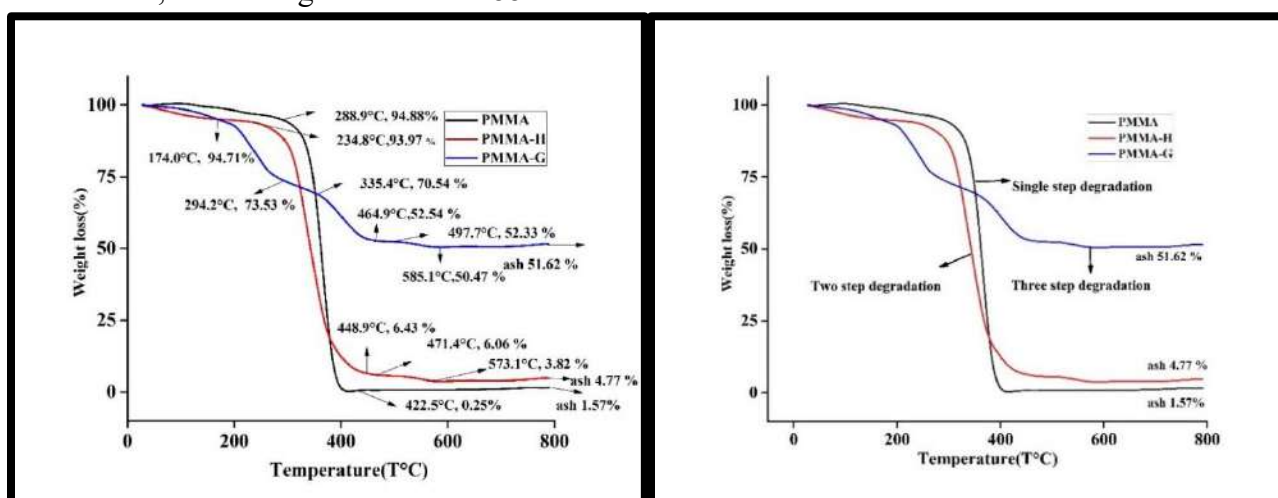 100
75
50
25
0
Weight loss(%)
0
200
400
600
800
Temperature(T°C)
PMMA
PMMA-H
PMMA-G
288.9°C, 94.88%
234.8°C,93.97 %
174.0°C, 94.71%
335.4°C, 70.54 %
294.2°C, 73.53 %
464.9°C,52.54 %
497.7°C, 52.33 %
ash 51.62 %
585.1°C,50.47 %
448.9°C, 6.43 %
471.4°C, 6.06 %
573.1°C, 3.82 %
ash 4.77 %
422.5°C, 0.25%
ash 1.57%
100
75
50
25
0
Weight loss(%)
0
200
400
600
800
Temperature(T°C)
PMMA
PMMA-H
PMMA-G
Single step degradation
ash 51.62 %
Two step degradation
Three step degradation
ash 4.77 %
ash 1.57%